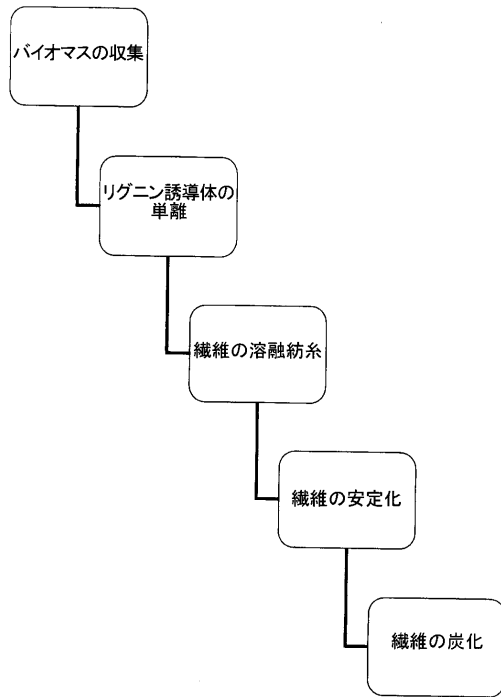 バイオマスの収集
リグニン誘導体の
単離
繊維の溶融紡糸
繊維の安定化
繊維の炭化